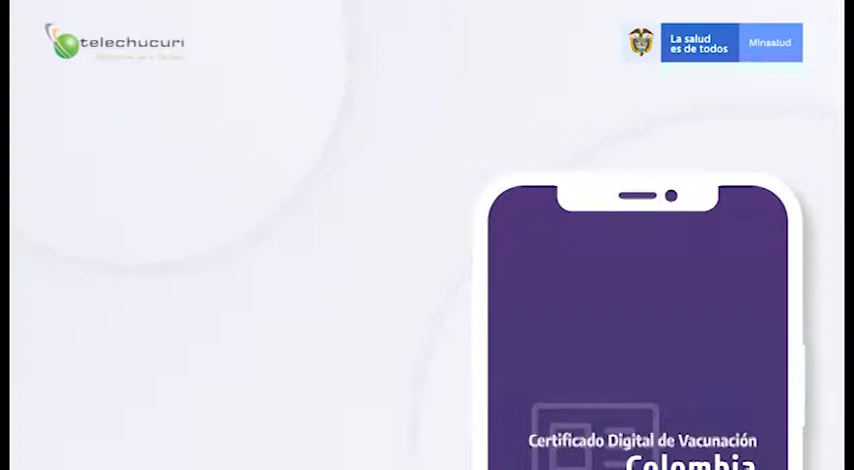 telechucuri
La salud
es de todos
Minsalud
Certificado Digital de Vacunación
Colombia